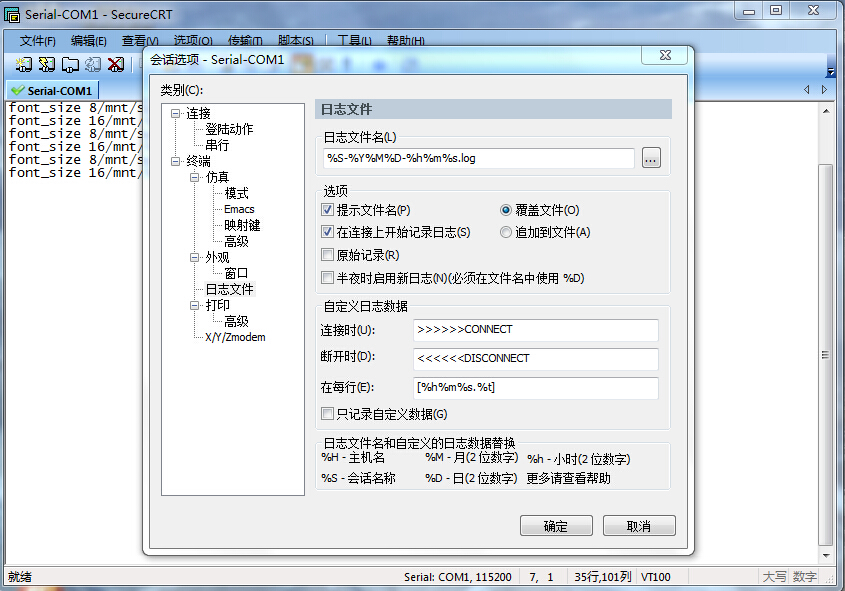 Serial-COM1 - SecureCRT
文件(F) 编辑(E) 查看(V) 选项(O) 传输(T) 脚本(S) 工具(L) 帮助(H)
Serial-COM1
font_size 8/mnt/s
font_size 16/mnt/
font_size 8/mnt/s
font_size 16/mnt/
font_size 8/mnt/s
font_size 16/mnt/
会话选项 - Serial-COM1
类别(C):
连接
登陆动作
串行
终端
仿真
模式
Emacs
映射键
高级
外观
窗口
日志文件
打印
高级
X/Y/Zmodem
日志文件
日志文件名(L)
%S-%Y%M%D-%h%m%s.log
...
选项
提示文件名(P) 覆盖文件(O)
在连接上开始记录日志(S) 追加到文件(A)
原始记录(R)
半夜时启用新日志(N)(必须在文件名中使用 %D)
自定义日志数据
连接时(U): >>>>>>CONNECT
断开时(D): <<<<<<DISCONNECT
在每行(E): [%h%m%s.%t]
只记录自定义数据(G)
日志文件名和自定义的日志数据替换
%H - 主机名 %M - 月(2 位数字) %h - 小时(2 位数字)
%S - 会话名称 %D - 日(2 位数字) 更多请查看帮助
确定 取消
就绪 Serial: COM1, 115200 7, 1 35行,101列 VT100 大写 数字